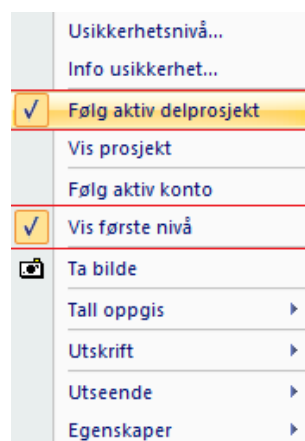 Usikkerhetsnivå...
Info usikkerhet...
Følg aktiv delprosjekt
Vis prosjekt
Følg aktiv konto
Vis første nivå
Ta bilde
Tall oppgis
Utskrift
Utseende
Egenskaper